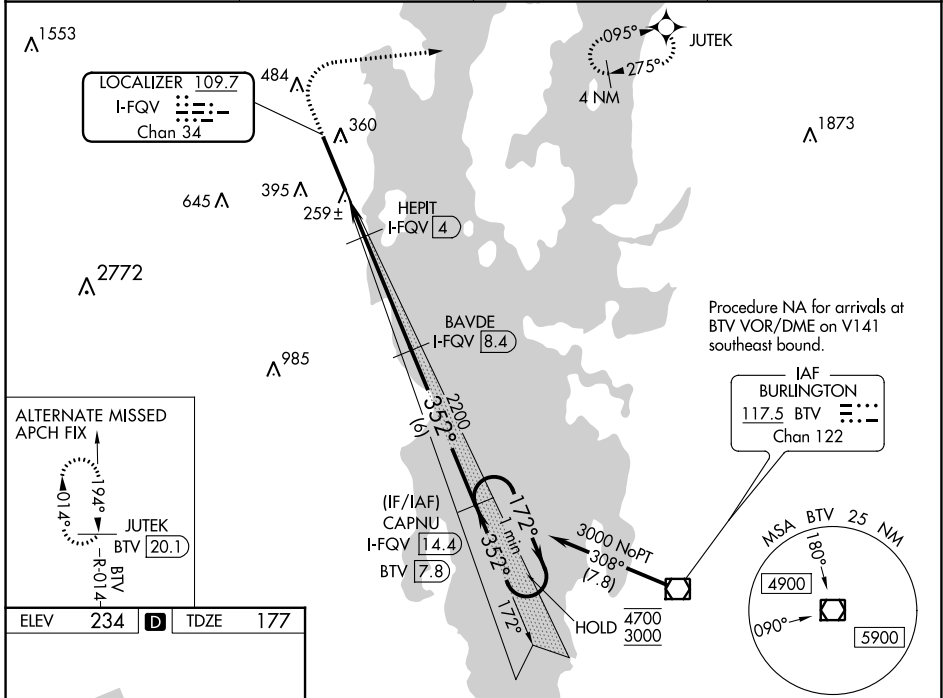 1553
LOCALIZER 109.7
I-FQV
Chan 34
484
360
095°
JUTEK
275°
4 NM
1873
645
395
259±
HEPIT
I-FQV 4
2772
BAVDE
I-FQV 8.4
985
Procedure NA for arrivals at
BTV VOR/DME on V141
southeast bound.
IAF
BURLINGTON
117.5 BTV
Chan 122
2200
352°
(6)
ALTERNATE MISSED
APCH FIX
014°
194°
JUTEK
BTV 20.1
R-014
BTV
(IF/IAF)
CAPNU
I-FQV 14.4
BTV 7.8
172°
1 min
352°
172°
3000 NoPT
308°
(7.8)
HOLD 4700
3000
MSA BTV 25 NM
180°
4900
090°
5900
ELEV 234 D TDZE 177